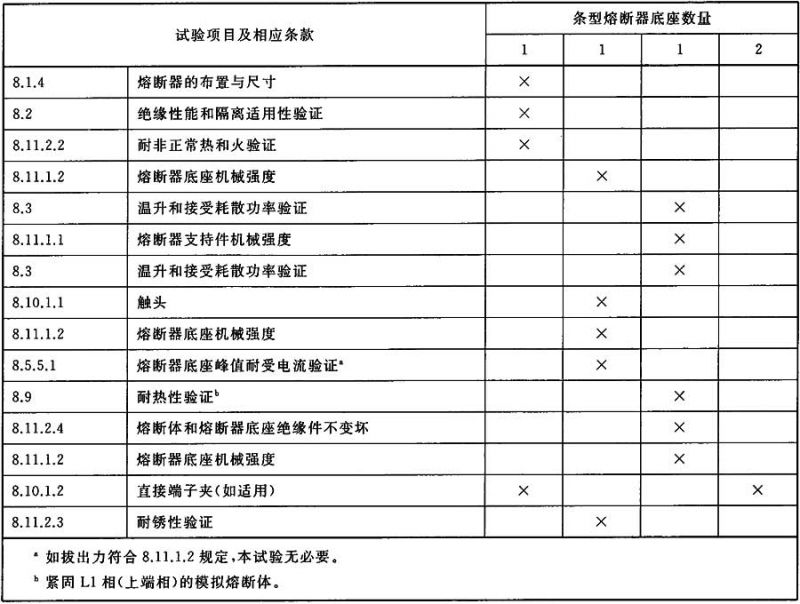 试验项目及相应条款 条型熔断器底座数量
1 1 1 2
8.1.4 熔断器的布置与尺寸 ×
8.2 绝缘性能和隔离适用性验证 ×
8.11.2.2 耐非正常热和火验证 ×
8.11.1.2 熔断器底座机械强度 ×
8.3 温升和接受耗散功率验证 ×
8.11.1.1 熔断器支持件机械强度 ×
8.3 温升和接受耗散功率验证 ×
8.10.1.1 触头 ×
8.11.1.2 熔断器底座机械强度 ×
8.5.5.1 熔断器底座峰值耐受电流验证a ×
8.9 耐热性验证b ×
8.11.2.4 熔断体和熔断器底座绝缘件不变坏 ×
8.11.1.2 熔断器底座机械强度 ×
8.10.1.2 直接端子夹(如适用) × ×
8.11.2.3 耐锈性验证 ×
a 如拔出力符合8.11.1.2规定,本试验无必要。
b 紧固L1相(上端相)的模拟熔断体。